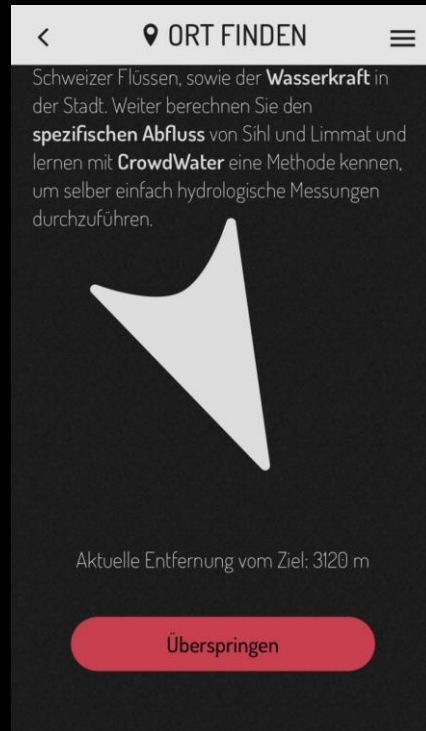 ORT FINDEN
Schweizer Flüssen, sowie der Wasserkraft in
der Stadt. Weiter berechnen Sie den
spezifischen Abfluss von Sihl und Limmat und
lernen mit CrowdWater eine Methode kennen,
um selber einfach hydrologische Messungen
durchzuführen.
Aktuelle Entfernung vom Ziel: 3120 m
Überspringen